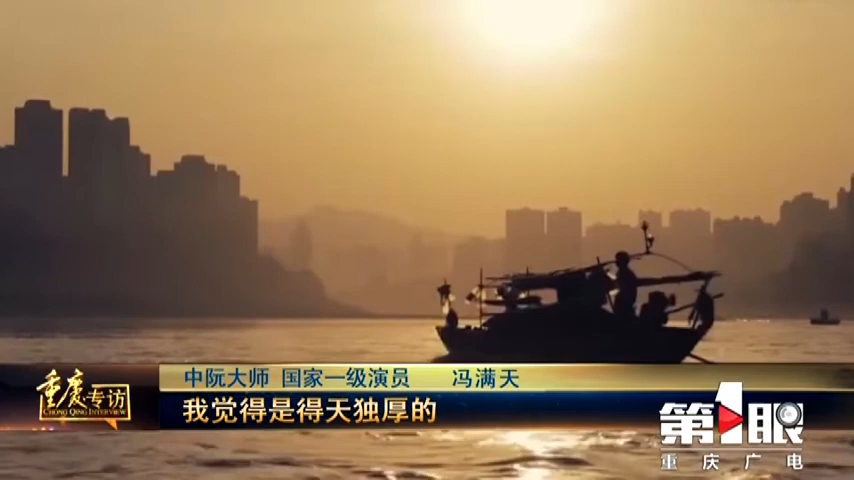 中阮大师 国家一级演员 冯满天
重庆专访
CHONG QING INTERVIEW
我觉得是得天独厚的
第1眼
重庆广电